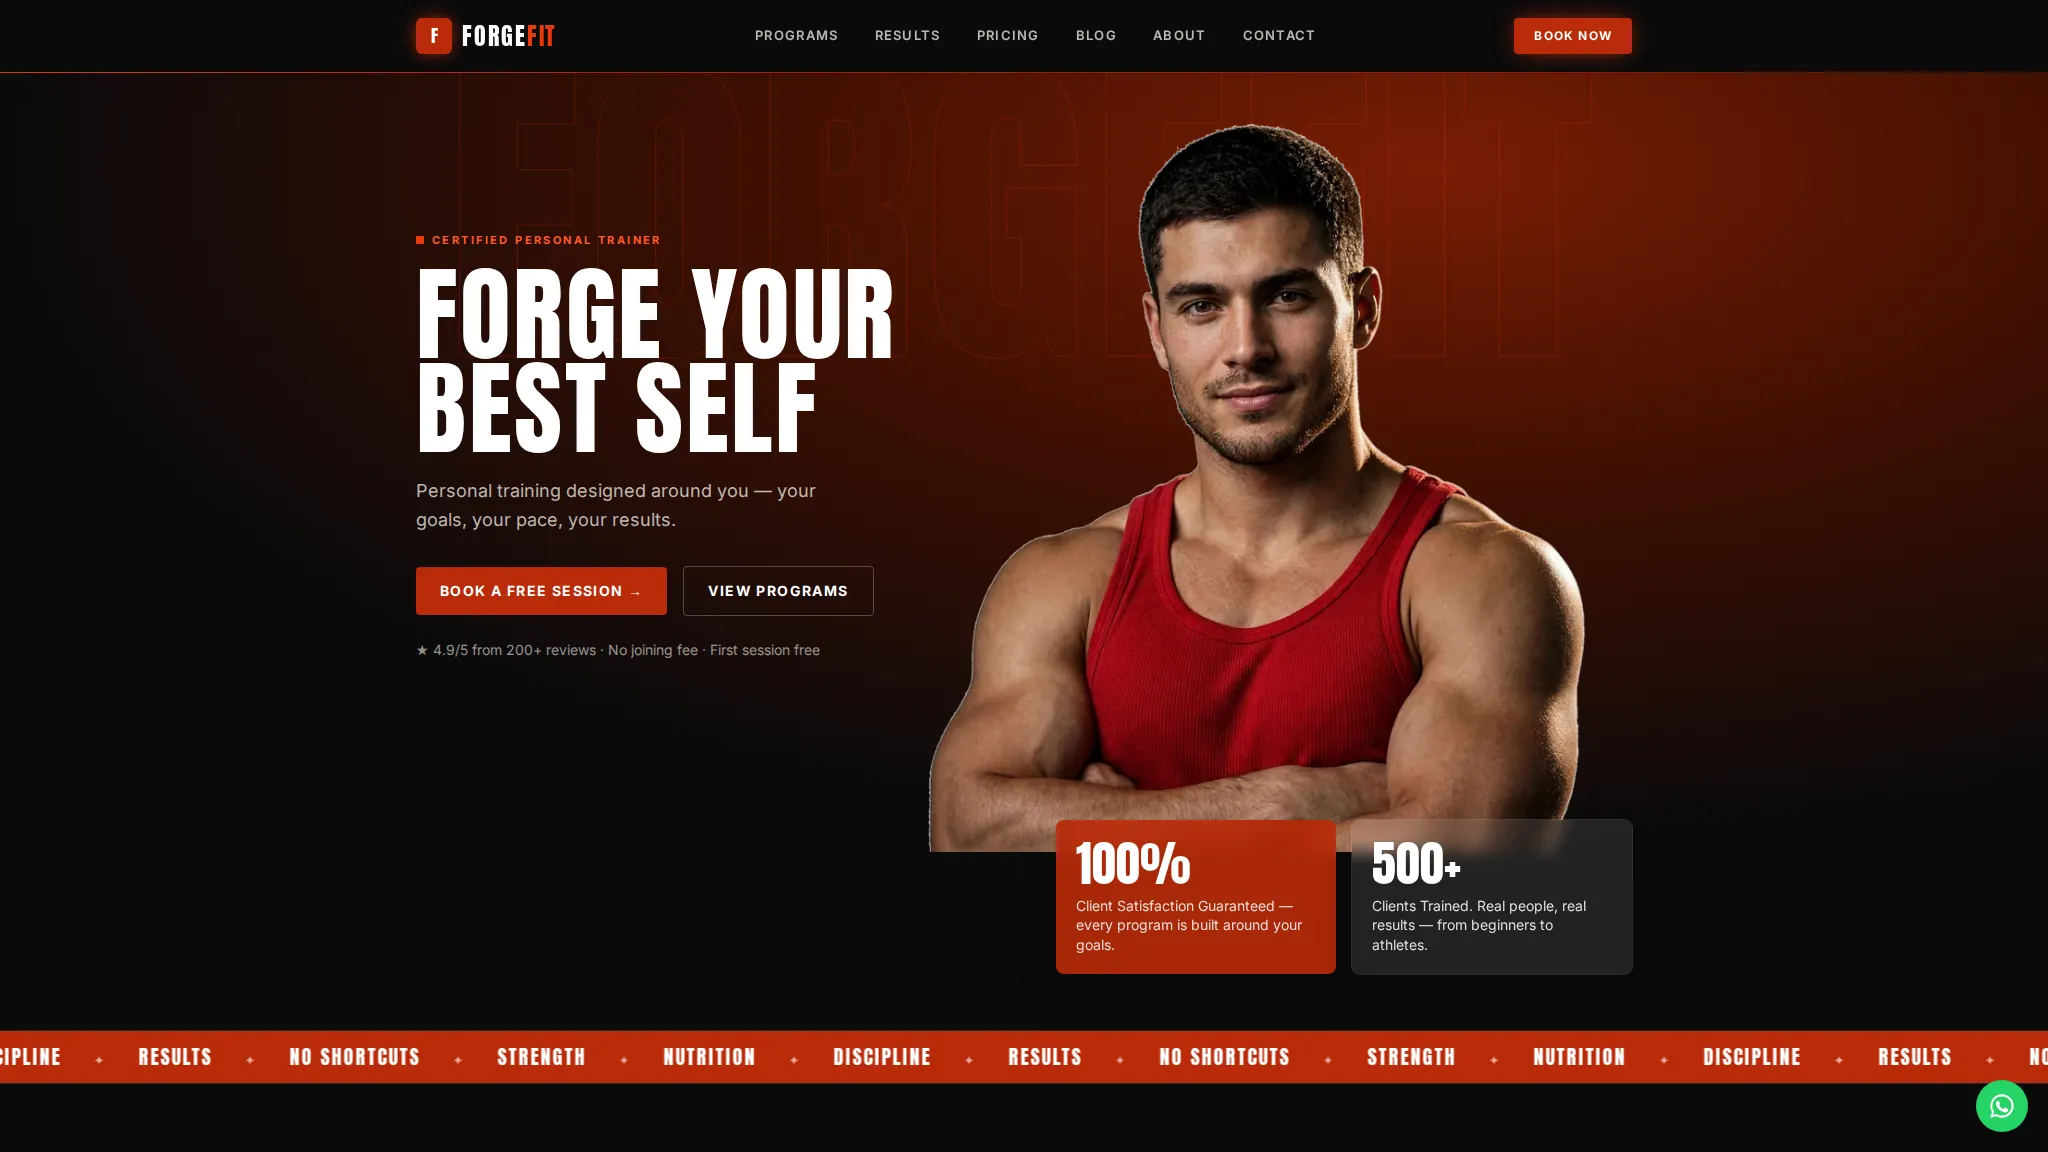 F FORGEFIT
PROGRAMS RESULTS PRICING BLOG ABOUT CONTACT
BOOK NOW
FORGEFIT
■ CERTIFIED PERSONAL TRAINER
FORGE YOUR
BEST SELF
Personal training designed around you — your
goals, your pace, your results.
BOOK A FREE SESSION →
VIEW PROGRAMS
★ 4.9/5 from 200+ reviews · No joining fee · First session free
100%
Client Satisfaction Guaranteed —
every program is built around your
goals.
500+
Clients Trained. Real people, real
results — from beginners to
athletes.
CIPLINE ✦ RESULTS ✦ NO SHORTCUTS ✦ STRENGTH ✦ NUTRITION ✦ DISCIPLINE ✦ RESULTS ✦ NO SHORTCUTS ✦ STRENGTH ✦ NUTRITION ✦ DISCIPLINE ✦ RESULTS ✦ NO